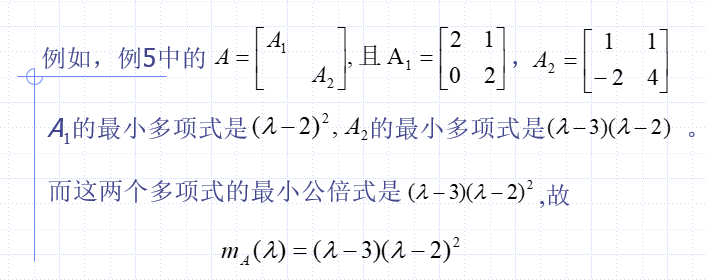 例如，例5中的 $A=\begin{bmatrix} A_1 & \\ & A_2 \end{bmatrix}$, 且 $\mathrm{A}_1=\begin{bmatrix} 2 & 1 \\ 0 & 2 \end{bmatrix}$，$A_2=\begin{bmatrix} 1 & 1 \\ -2 & 4 \end{bmatrix}$
$A_1$的最小多项式是$(\lambda-2)^2$, $A_2$的最小多项式是$(\lambda-3)(\lambda-2)$ 。
而这两个多项式的最小公倍式是 $(\lambda-3)(\lambda-2)^2$ ,故
$m_A(\lambda)=(\lambda-3)(\lambda-2)^2$